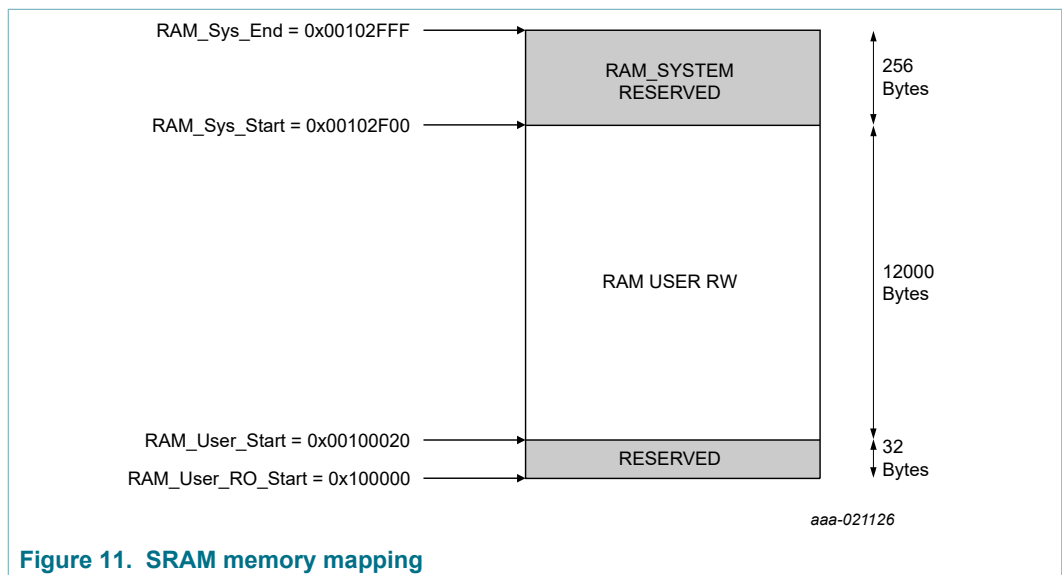 RAM_Sys_End = 0x00102FFF
RAM_SYSTEM
RESERVED
256
Bytes
RAM_Sys_Start = 0x00102F00
RAM USER RW
12000
Bytes
RAM_User_Start = 0x00100020
RESERVED
32
Bytes
RAM_User_RO_Start = 0x100000
aaa-021126
Figure 11. SRAM memory mapping